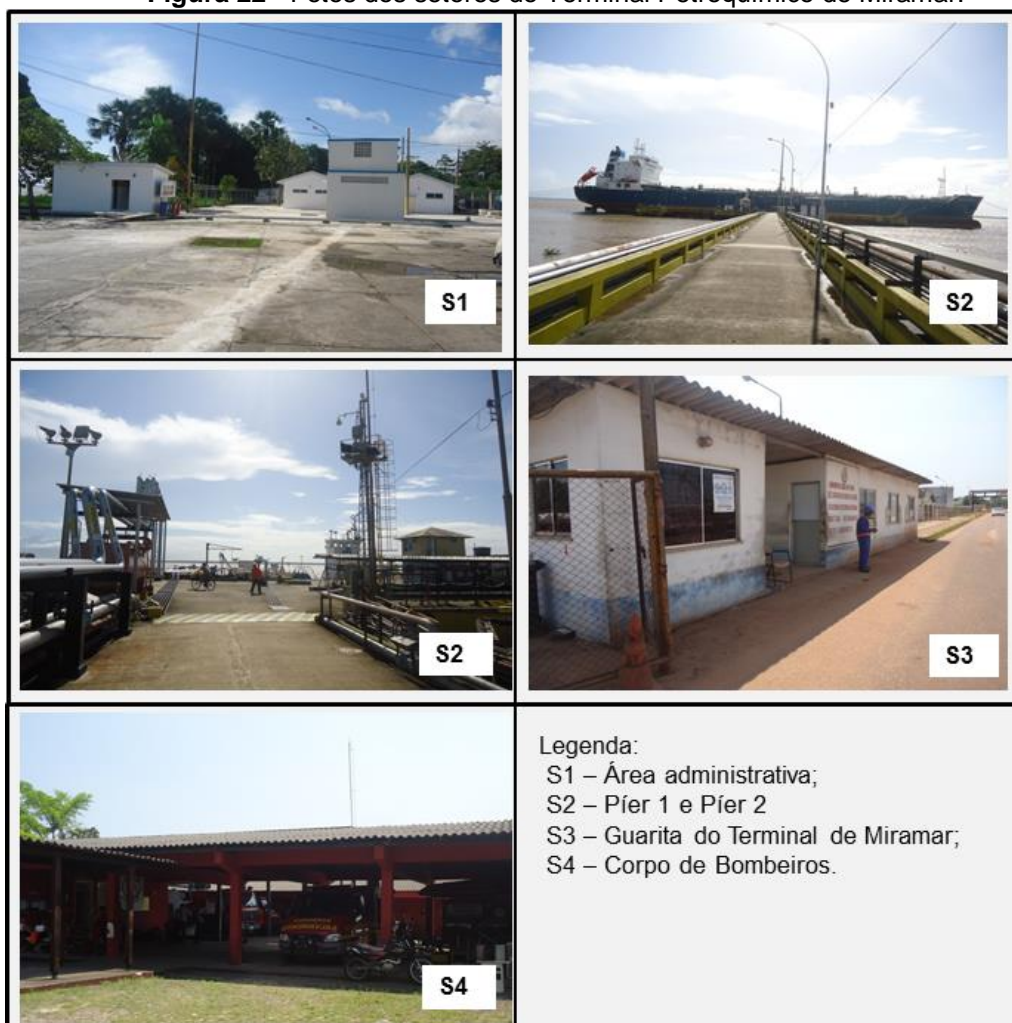 Figura 22 - Fotos dos setores do Terminal Petroquímico de Miramar.
S1
S2
S2
S3
S4
Legenda:
S1 – Área administrativa;
S2 – Píer 1 e Píer 2
S3 – Guarita do Terminal de Miramar;
S4 – Corpo de Bombeiros.